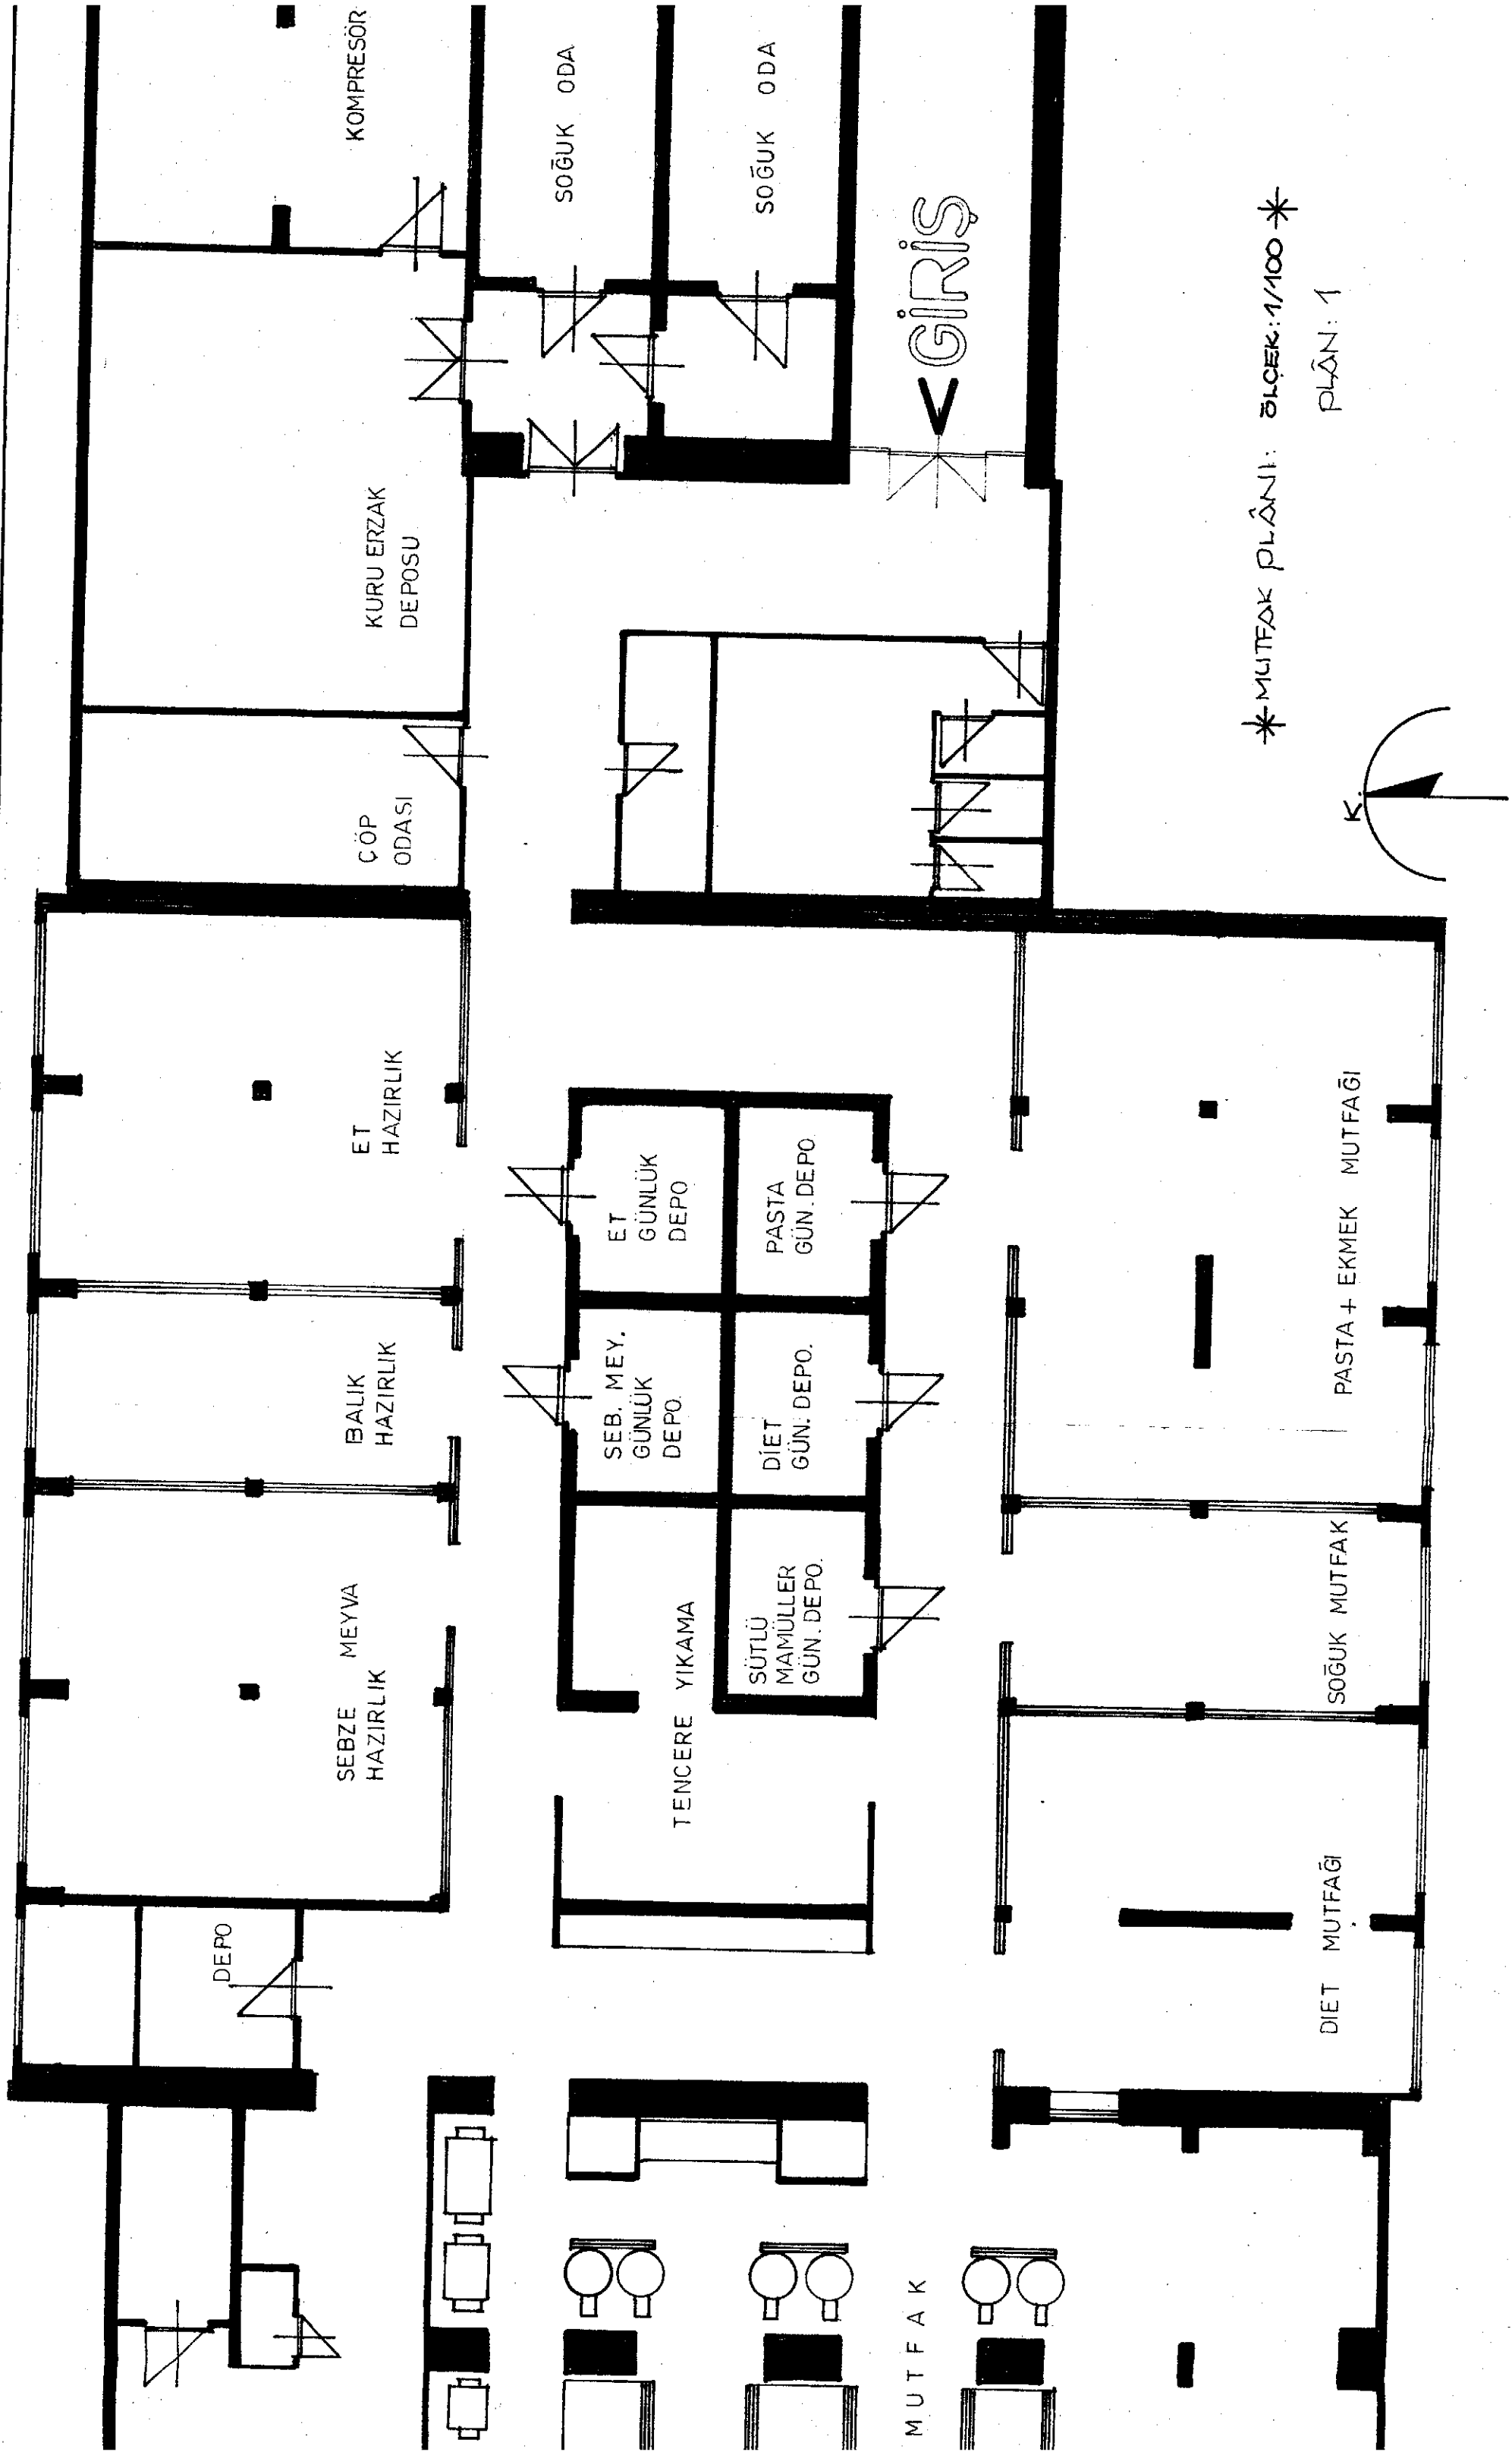 DEPO
SEBZE MEYVA
HAZIRLIK
BALIK
HAZIRLIK
ET
HAZIRLIK
ÇÖP
ODASI
KURU ERZAK
DEPOSU
KOMPRESÖR
SOĞUK ODA
SOĞUK ODA
TENCERE YIKAMA
SEB. MEY.
GÜNLÜK
DEPO
ET
GÜNLÜK
DEPO
SÜTLÜ
MAMÜLLER
GÜN. DEPO.
DİET
GÜN. DEPO.
PASTA
GÜN. DEPO
< GİRİŞ
MUTFAK
DIET MUTFAĞI
SOĞUK MUTFAK
PASTA + EKMEK MUTFAĞI
* MUTFAK PLÂNI: ÖLÇEK: 1/100 *
PLÂN: 1
K.